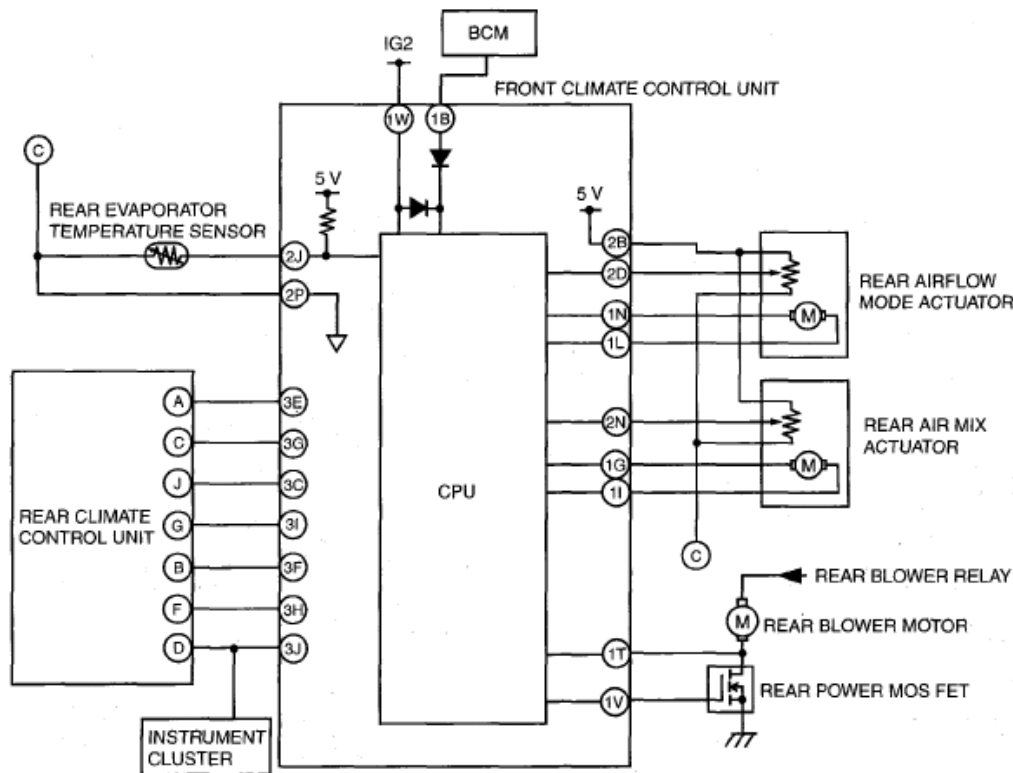 BCM
IG2
FRONT CLIMATE CONTROL UNIT
1W
1B
C
5 V
5 V
REAR EVAPORATOR
TEMPERATURE SENSOR
2J
2P
2B
2D
1N
1L
REAR AIRFLOW
MODE ACTUATOR
REAR CLIMATE
CONTROL UNIT
A
3E
C
3G
J
3C
G
3I
B
3F
F
3H
D
3J
CPU
2N
1G
1I
REAR AIR MIX
ACTUATOR
C
REAR BLOWER RELAY
M
M
M
REAR BLOWER MOTOR
1T
1V
REAR POWER MOS FET
INSTRUMENT
CLUSTER